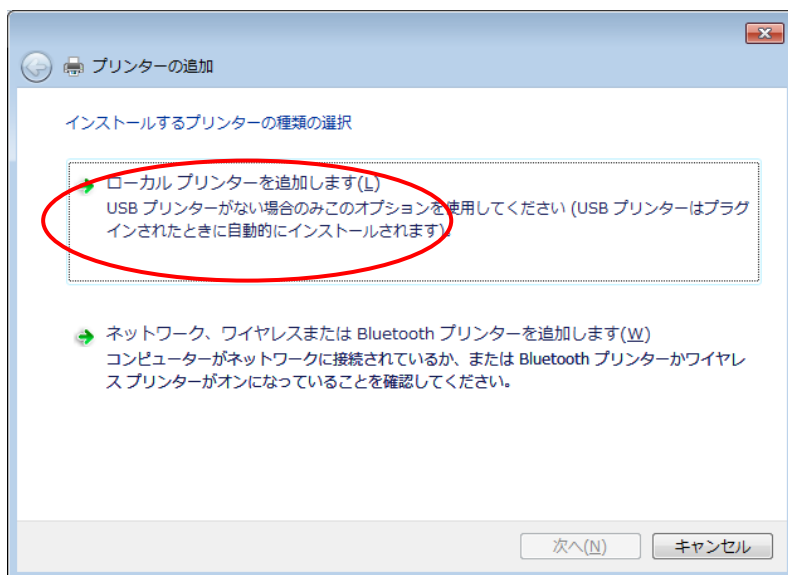 プリンターの追加
インストールするプリンターの種類の選択
ローカル プリンターを追加します(L)
USB プリンターがない場合のみこのオプションを使用してください (USB プリンターはプラグ
インされたときに自動的にインストールされます)。
ネットワーク、ワイヤレスまたは Bluetooth プリンターを追加します(W)
コンピューターがネットワークに接続されているか、または Bluetooth プリンターかワイヤレ
ス プリンターがオンになっていることを確認してください。
次へ(N)
キャンセル